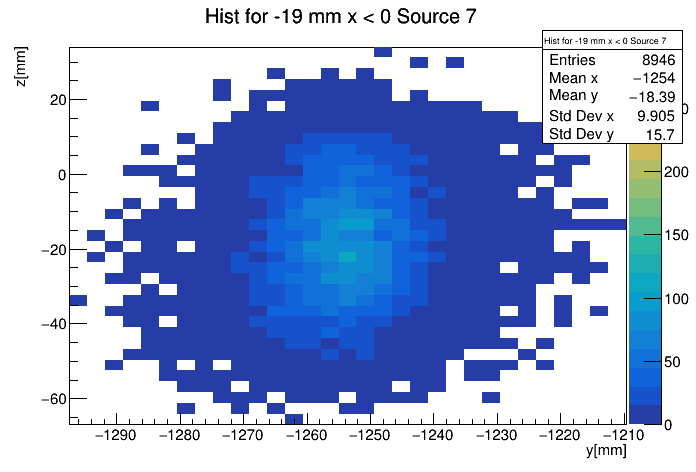 Hist for -19 mm x < 0 Source 7
z[mm]
Hist for -19 mm x < 0 Source 7
Entries 8946
Mean x −1254
Mean y −18.39
Std Dev x 9.905
Std Dev y 15.7
20
0
−20
−40
−60
0
200
150
100
50
0
−1290 −1280 −1270 −1260 −1250 −1240 −1230 −1220 −1210
y[mm]